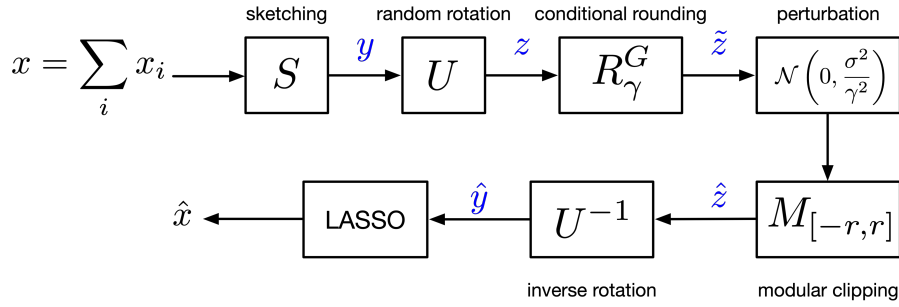 sketching random rotation conditional rounding perturbation
x = ∑_i x_i S y U z R_γ^G z̃ 𝒩(0, σ²/γ²)
x̂ LASSO ŷ U⁻¹ ẑ M_{[−r,r]}
inverse rotation modular clipping